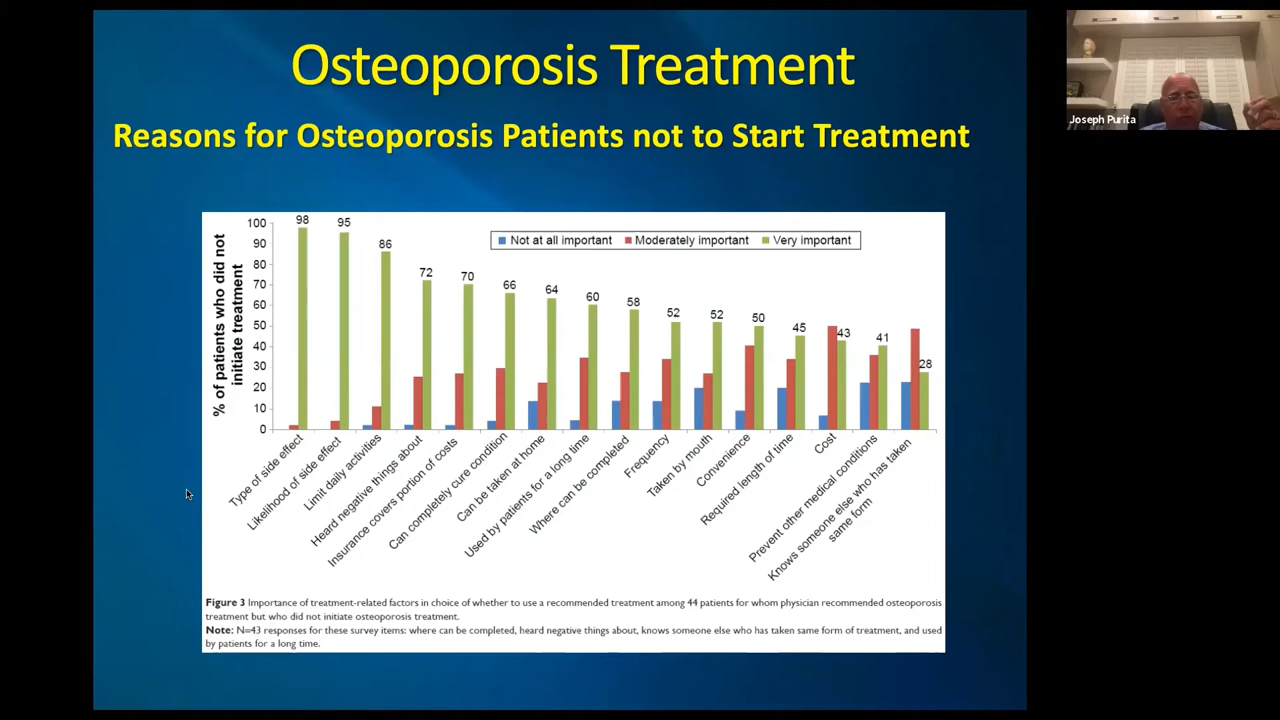 Osteoporosis Treatment
Reasons for Osteoporosis Patients not to Start Treatment
Joseph Purita
% of patients who did not
initiate treatment
100
90
80
70
60
50
40
30
20
10
0
Not at all important
Moderately important
Very important
98
95
86
72
70
66
64
60
58
52
52
50
45
43
41
28
Type of side effect
Likelihood of side effect
Limit daily activities
Heard negative things about
Insurance covers portion of costs
Can completely cure condition
Can be taken at home
Used by patients for a long time
Where can be completed
Frequency
Taken by mouth
Convenience
Required length of time
Cost
Prevent other medical conditions
Knows someone else who has taken
same form
Figure 3 Importance of treatment-related factors in choice of whether to use a recommended treatment among 44 patients for whom physician recommended osteoporosis
treatment but who did not initiate osteoporosis treatment.
Note: N=43 responses for these survey items: where can be completed, heard negative things about, knows someone else who has taken same form of treatment, and used
by patients for a long time.